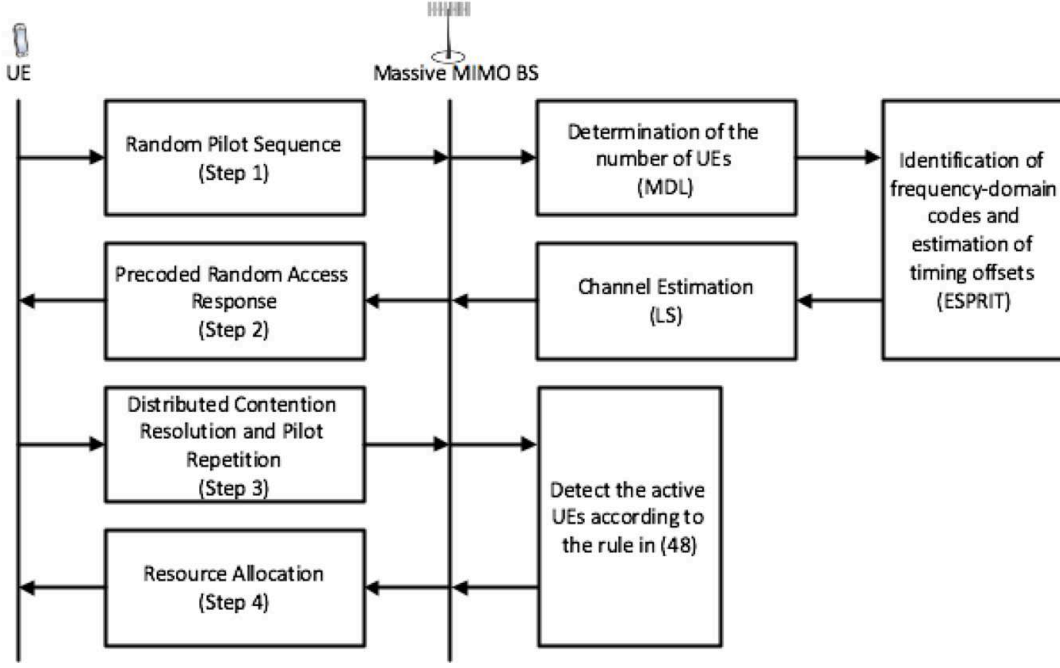 UE
Massive MIMO BS
Random Pilot Sequence
(Step 1)
Determination of the
number of UEs
(MDL)
Identification of
frequency-domain
codes and
estimation of
timing offsets
(ESPRIT)
Precoded Random Access
Response
(Step 2)
Channel Estimation
(LS)
Distributed Contention
Resolution and Pilot
Repetition
(Step 3)
Detect the active
UEs according to
the rule in (48)
Resource Allocation
(Step 4)